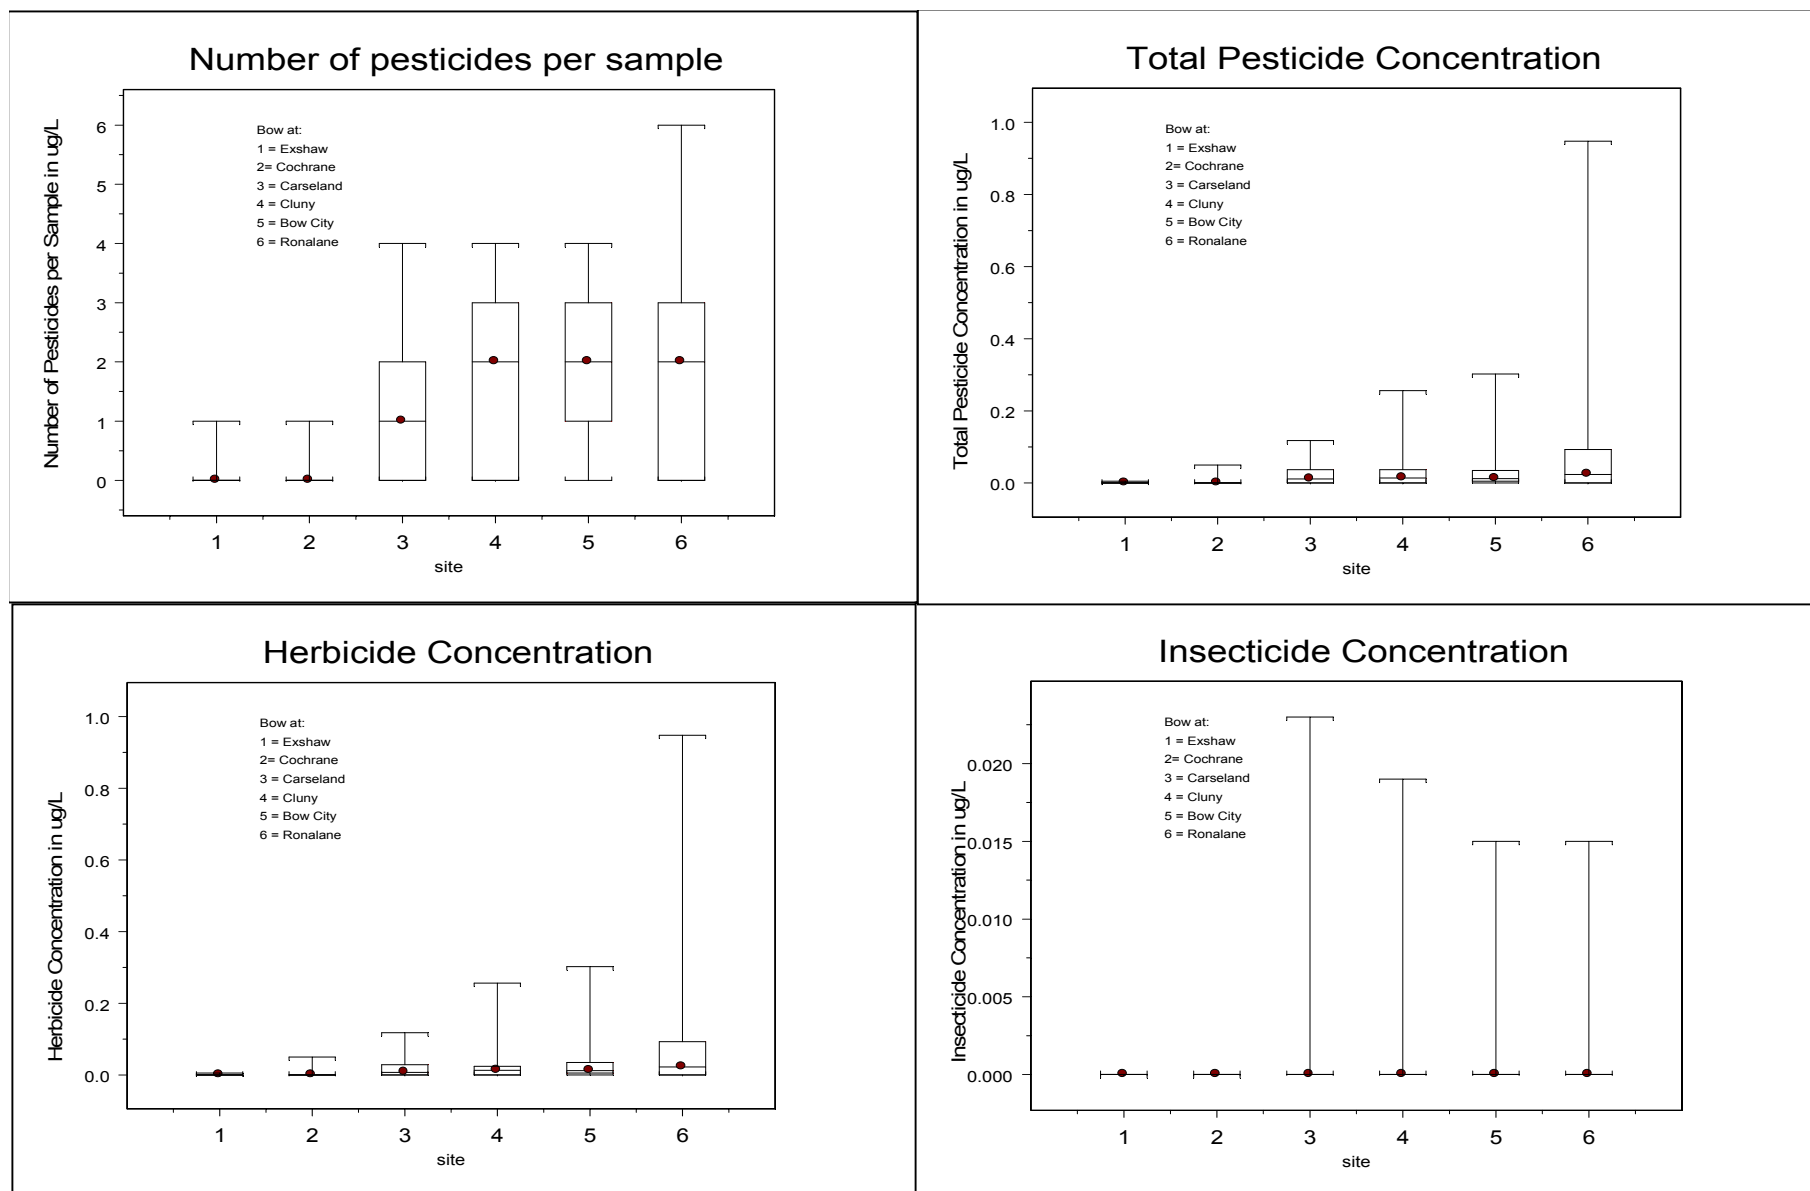 Number of pesticides per sample
Number of Pesticides per Sample in ug/L
6
5
4
3
2
1
0
Bow at:
1 = Exshaw
2= Cochrane
3 = Carseland
4 = Cluny
5 = Bow City
6 = Ronalane
1 2 3 4 5 6
site
Total Pesticide Concentration
Total Pesticide Concentration in ug/L
1.0
0.8
0.6
0.4
0.2
0.0
Bow at:
1 = Exshaw
2= Cochrane
3 = Carseland
4 = Cluny
5 = Bow City
6 = Ronalane
1 2 3 4 5 6
site
Herbicide Concentration
Herbicide Concentration in ug/L
1.0
0.8
0.6
0.4
0.2
0.0
Bow at:
1 = Exshaw
2= Cochrane
3 = Carseland
4 = Cluny
5 = Bow City
6 = Ronalane
1 2 3 4 5 6
site
Insecticide Concentration
Insecticide Concentration in ug/L
0.020
0.015
0.010
0.005
0.000
Bow at:
1 = Exshaw
2= Cochrane
3 = Carseland
4 = Cluny
5 = Bow City
6 = Ronalane
1 2 3 4 5 6
site